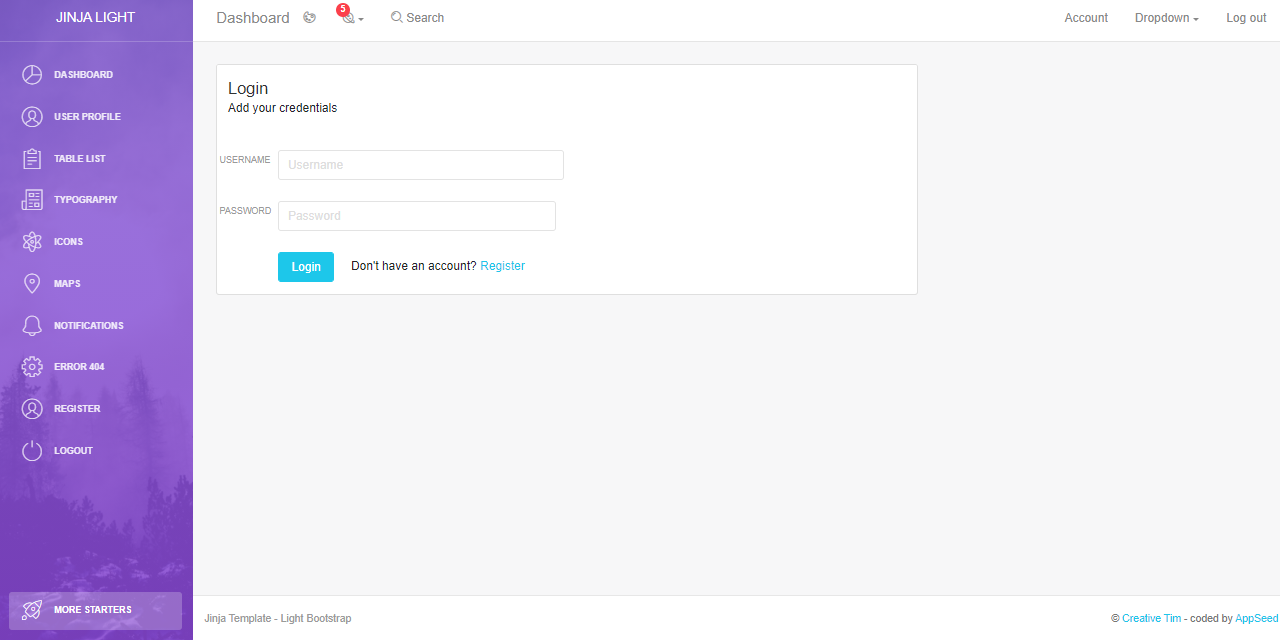 JINJA LIGHT
DASHBOARD
USER PROFILE
TABLE LIST
TYPOGRAPHY
ICONS
MAPS
NOTIFICATIONS
ERROR 404
REGISTER
LOGOUT
MORE STARTERS
Dashboard 5 Search Account Dropdown Log out
Login
Add your credentials
USERNAME Username
PASSWORD Password
Login Don't have an account? Register
Jinja Template - Light Bootstrap © Creative Tim - coded by AppSeed